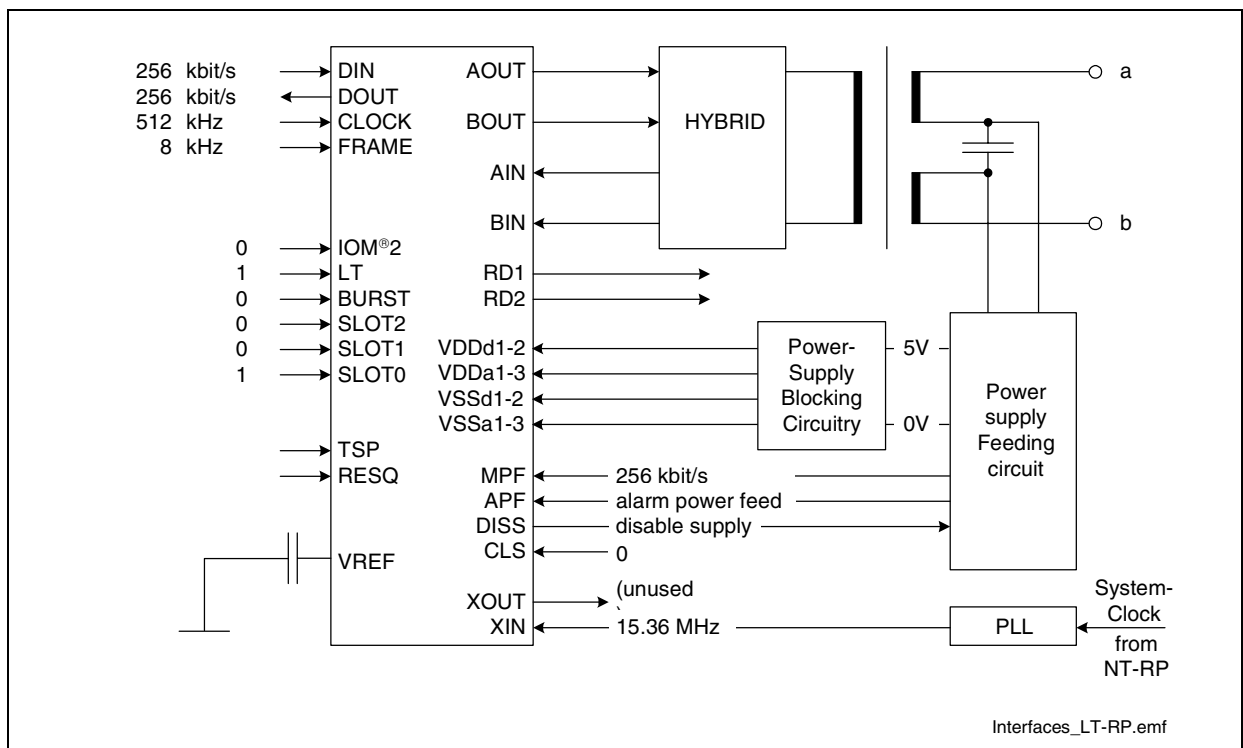 256 kbit/s DIN AOUT
256 kbit/s DOUT
512 kHz CLOCK BOUT
8 kHz FRAME
AIN
BIN
HYBRID
a
b
0 IOM®2
1 LT RD1
0 BURST RD2
0 SLOT2
0 SLOT1 VDDd1-2
1 SLOT0 VDDa1-3
VSSd1-2
VSSa1-3
Power-
Supply
Blocking
Circuitry
5V
0V
Power
supply
Feeding
circuit
TSP
RESQ
MPF 256 kbit/s
APF alarm power feed
DISS disable supply
CLS 0
VREF
XOUT (unused
)
XIN 15.36 MHz
PLL
System-
Clock
from
NT-RP
Interfaces_LT-RP.emf